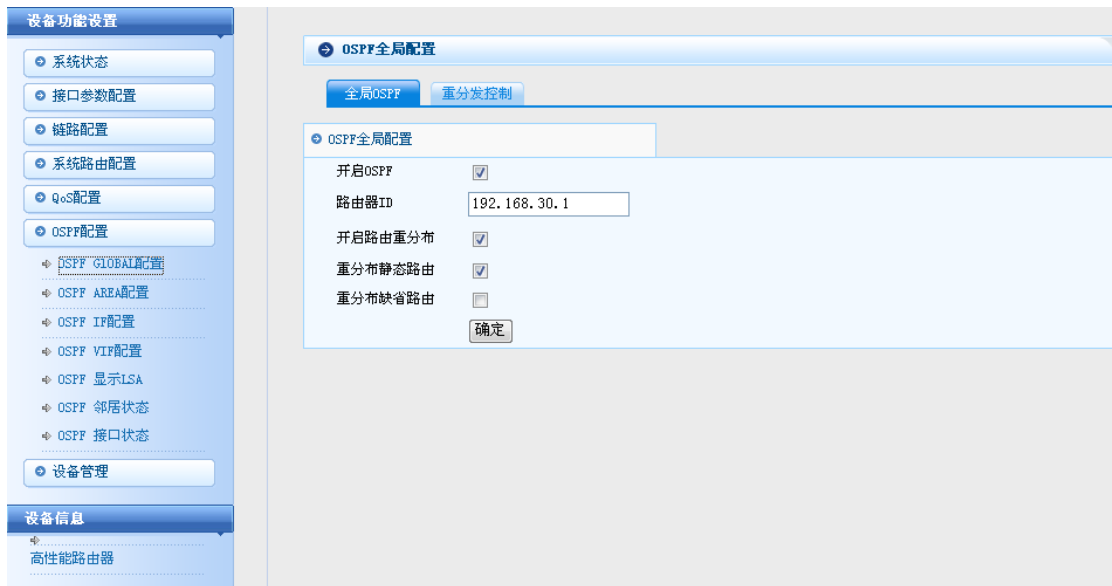 设备功能设置
系统状态
接口参数配置
链路配置
系统路由配置
QoS配置
OSPF配置
OSPF GLOBAL配置
OSPF AREA配置
OSPF IF配置
OSPF VIF配置
OSPF 显示LSA
OSPF 邻居状态
OSPF 接口状态
设备管理
设备信息
高性能路由器
OSPF全局配置
全局OSPF 重分发控制
OSPF全局配置
开启OSPF
路由器ID 192.168.30.1
开启路由重分布
重分布静态路由
重分布缺省路由
确定